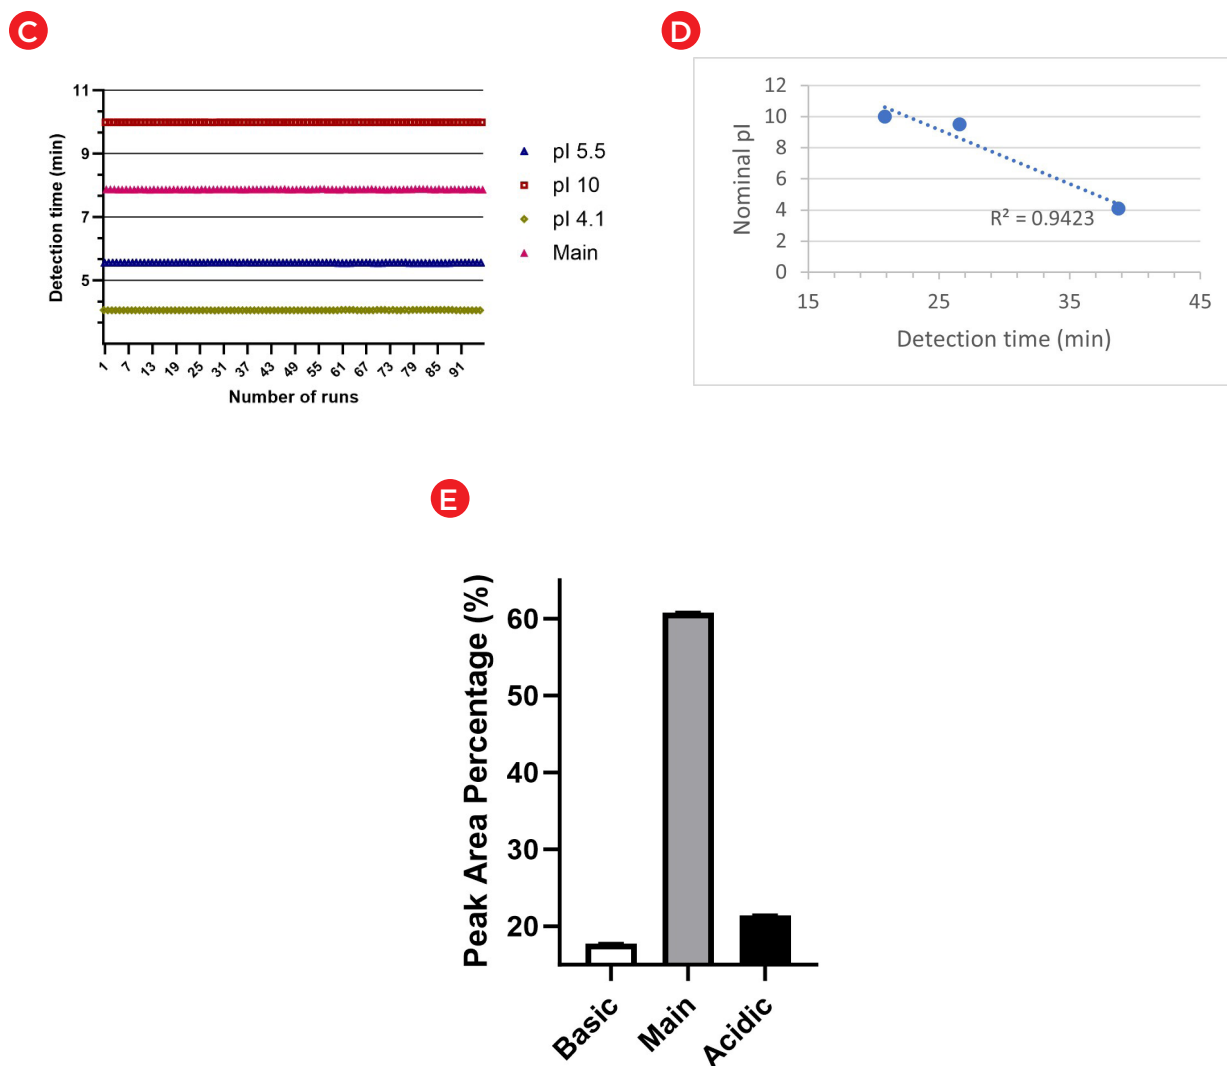 C
11
9
7
5
Detection time (min)
1 7 13 19 25 31 37 43 49 55 61 67 73 79 85 91
Number of runs
pI 5.5
pI 10
pI 4.1
Main
D
12
10
8
6
4
2
0
Nominal pI
R² = 0.9423
15 25 35 45
Detection time (min)
E
60
50
40
30
20
Peak Area Percentage (%)
Basic Main Acidic